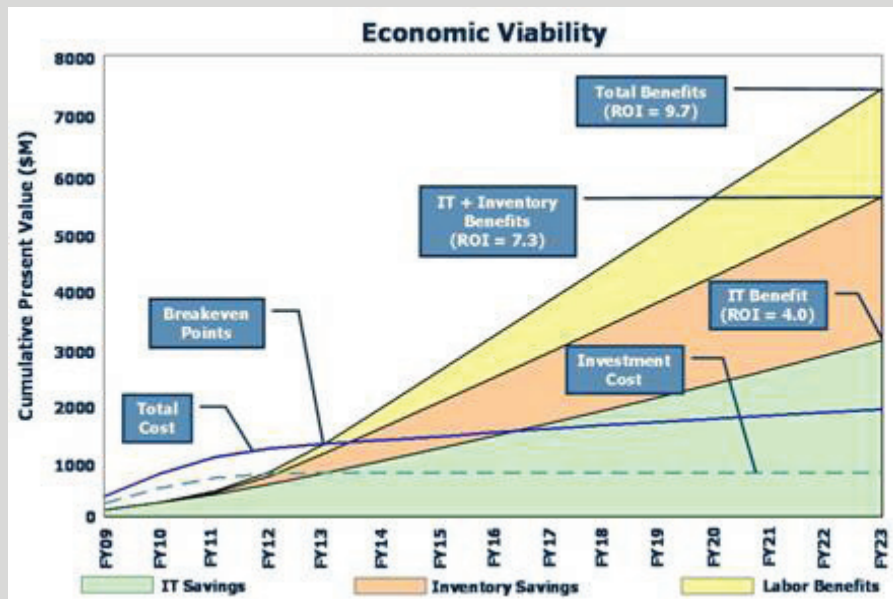 Economic Viability
Cumulative Present Value ($M)
8000
7000
6000
5000
4000
3000
2000
1000
0
Total Benefits
(ROI = 9.7)
IT + Inventory
Benefits
(ROI = 7.3)
IT Benefit
(ROI = 4.0)
Breakeven
Points
Investment
Cost
Total
Cost
FY09
FY10
FY11
FY12
FY13
FY14
FY15
FY16
FY17
FY18
FY19
FY20
FY21
FY22
FY23
IT Savings
Inventory Savings
Labor Benefits